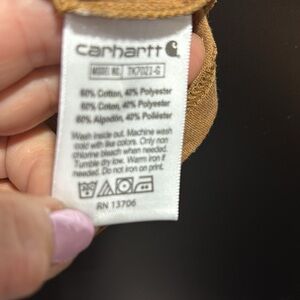 carhartt
MODEL NO. TK7021-G
60% Cotton, 40% Polyester
60% Coton, 40% Polyester
60% Algodón, 40% Poliéster
Wash inside out. Machine wash
cold with like colors. Only non
chlorine bleach when needed.
Tumble dry low. Warm iron if
needed. Do not iron print.
RN 13706